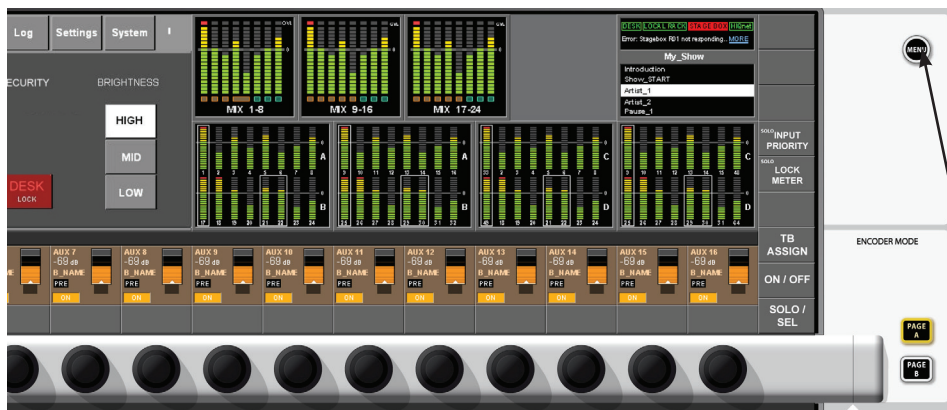 Log
Settings
System
ECURITY
BRIGHTNESS
HIGH
MID
LOW
DESK
LOCK
OVL
0
MIX 1-8
MIX 9-16
MIX 17-24
DESK LOCAL RACK STAGE BOX HiQnet
Error: Stagebox R01 not responding.. MORE
My_Show
Introduction
Show_START
Artist_1
Artist_2
Pause_1
A
A
C
C
B
B
D
D
SOLO INPUT
PRIORITY
SOLO
LOCK
METER
TB
ASSIGN
ON / OFF
SOLO /
SEL
AUX 7
-69 dB
B_NAME
PRE
ON
AUX 8
-69 dB
B_NAME
PRE
ON
AUX 9
-69 dB
B_NAME
PRE
ON
AUX 10
-69 dB
B_NAME
PRE
ON
AUX 11
-69 dB
B_NAME
PRE
ON
AUX 12
-69 dB
B_NAME
PRE
ON
AUX 13
-69 dB
B_NAME
PRE
ON
AUX 14
-69 dB
B_NAME
PRE
ON
AUX 15
-69 dB
B_NAME
PRE
ON
AUX 16
-69 dB
B_NAME
PRE
ON
MENU
ENCODER MODE
PAGE
A
PAGE
B